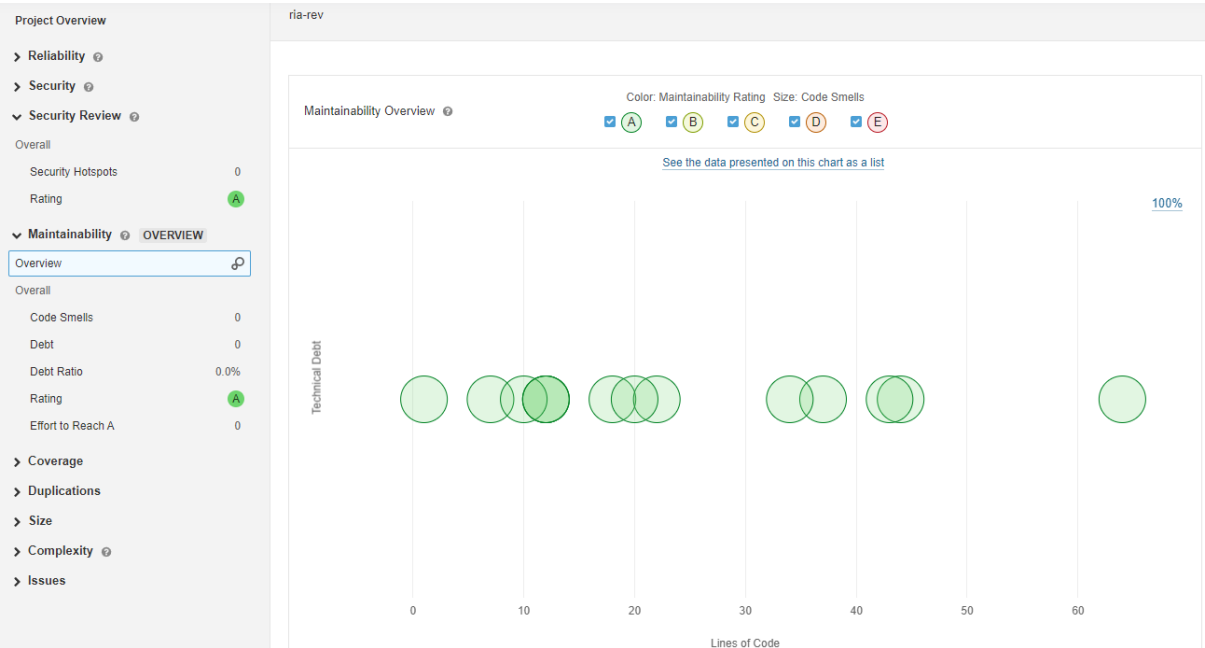 Project Overview
Reliability
Security
Security Review
Overall
Security Hotspots 0
Rating A
Maintainability OVERVIEW
Overview
Overall
Code Smells 0
Debt 0
Debt Ratio 0.0%
Rating A
Effort to Reach A 0
Coverage
Duplications
Size
Complexity
Issues
ria-rev
Maintainability Overview
Color: Maintainability Rating Size: Code Smells
A B C D E
See the data presented on this chart as a list
100%
Technical Debt
0 10 20 30 40 50 60
Lines of Code